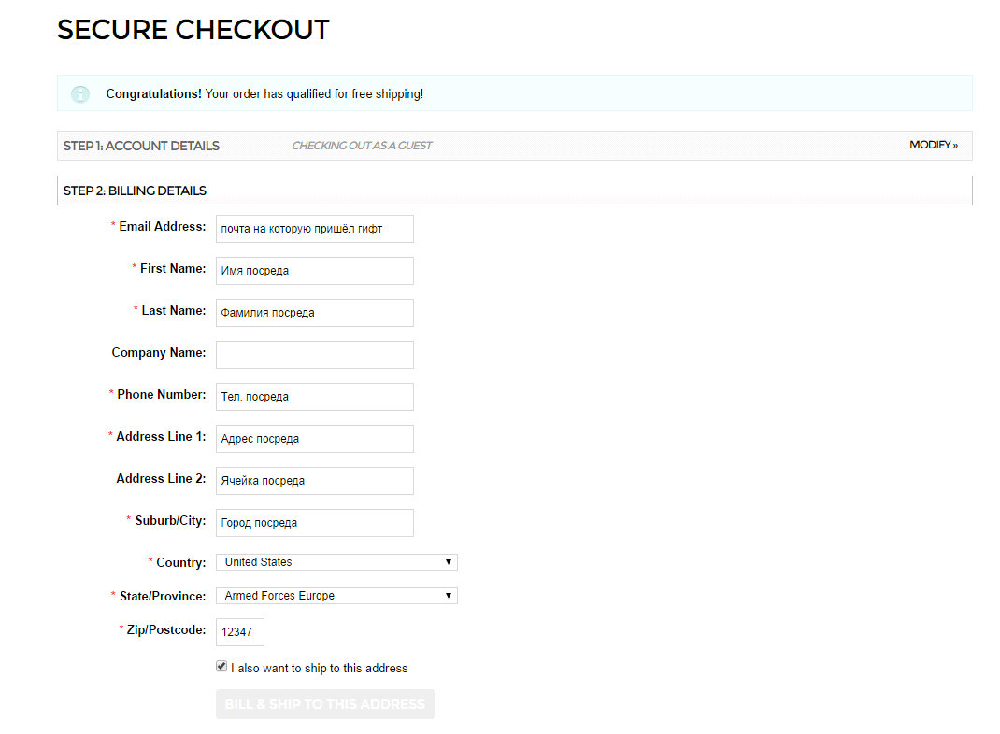 SECURE CHECKOUT
Congratulations! Your order has qualified for free shipping!
STEP 1: ACCOUNT DETAILS CHECKING OUT AS A GUEST MODIFY »
STEP 2: BILLING DETAILS
* Email Address: почта на которую пришёл гифт
* First Name: Имя посреда
* Last Name: Фамилия посреда
Company Name:
* Phone Number: Тел. посреда
* Address Line 1: Адрес посреда
Address Line 2: Ячейка посреда
* Suburb/City: Город посреда
* Country: United States
* State/Province: Armed Forces Europe
* Zip/Postcode: 12347
I also want to ship to this address
BILL & SHIP TO THIS ADDRESS